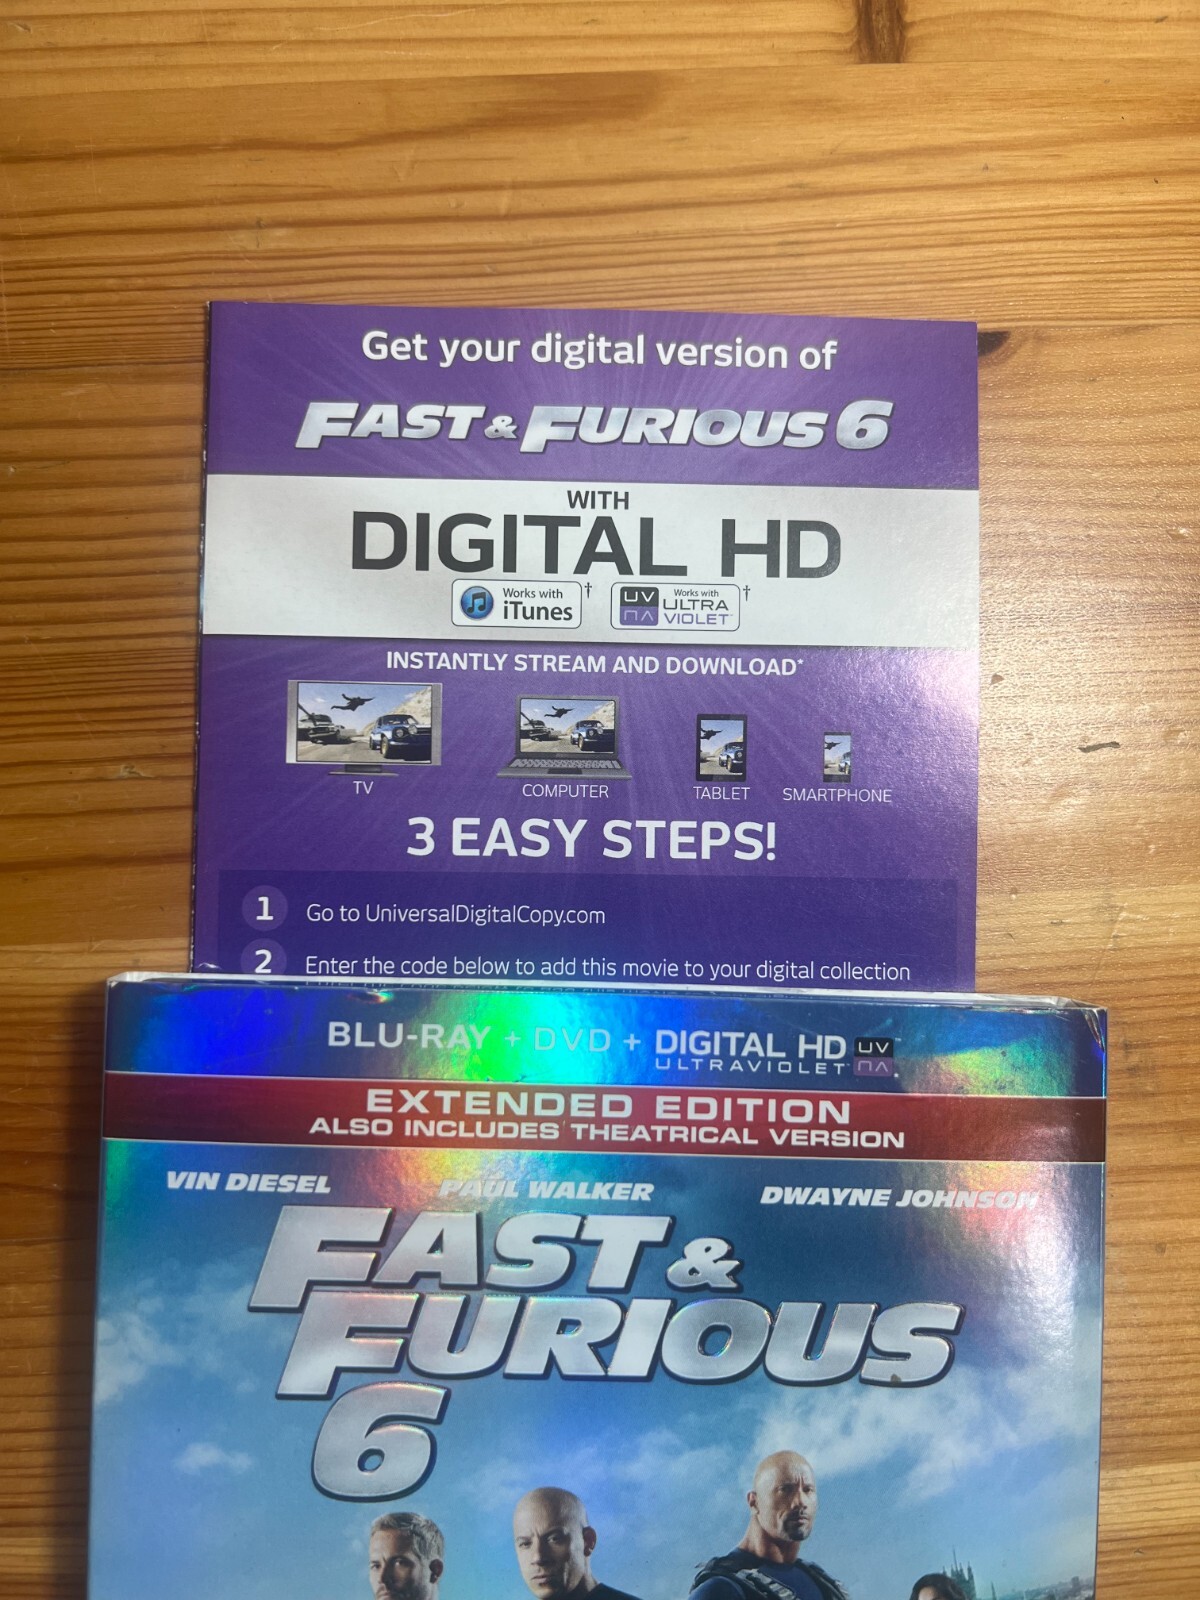 Get your digital version of
FAST & FURIOUS 6
WITH
DIGITAL HD
Works with
iTunes
†
UV
Works with
ULTRA
VIOLET™
†
INSTANTLY STREAM AND DOWNLOAD*
TV
COMPUTER
TABLET
SMARTPHONE
3 EASY STEPS!
1 Go to UniversalDigitalCopy.com
2 Enter the code below to add this movie to your digital collection
BLU-RAY + DVD + DIGITAL HD
ULTRAVIOLET™
UV
EXTENDED EDITION
ALSO INCLUDES THEATRICAL VERSION
VIN DIESEL PAUL WALKER DWAYNE JOHNSON
FAST &
FURIOUS
6